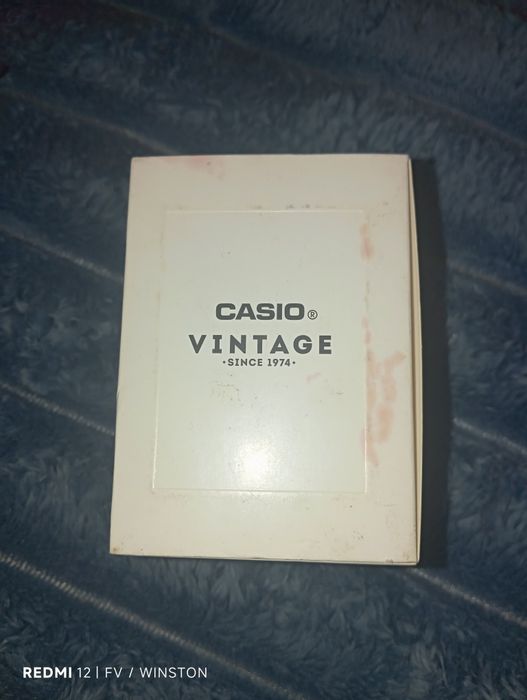 CASIO®
VINTAGE
•SINCE 1974•
REDMI 12 | FV / WINSTON